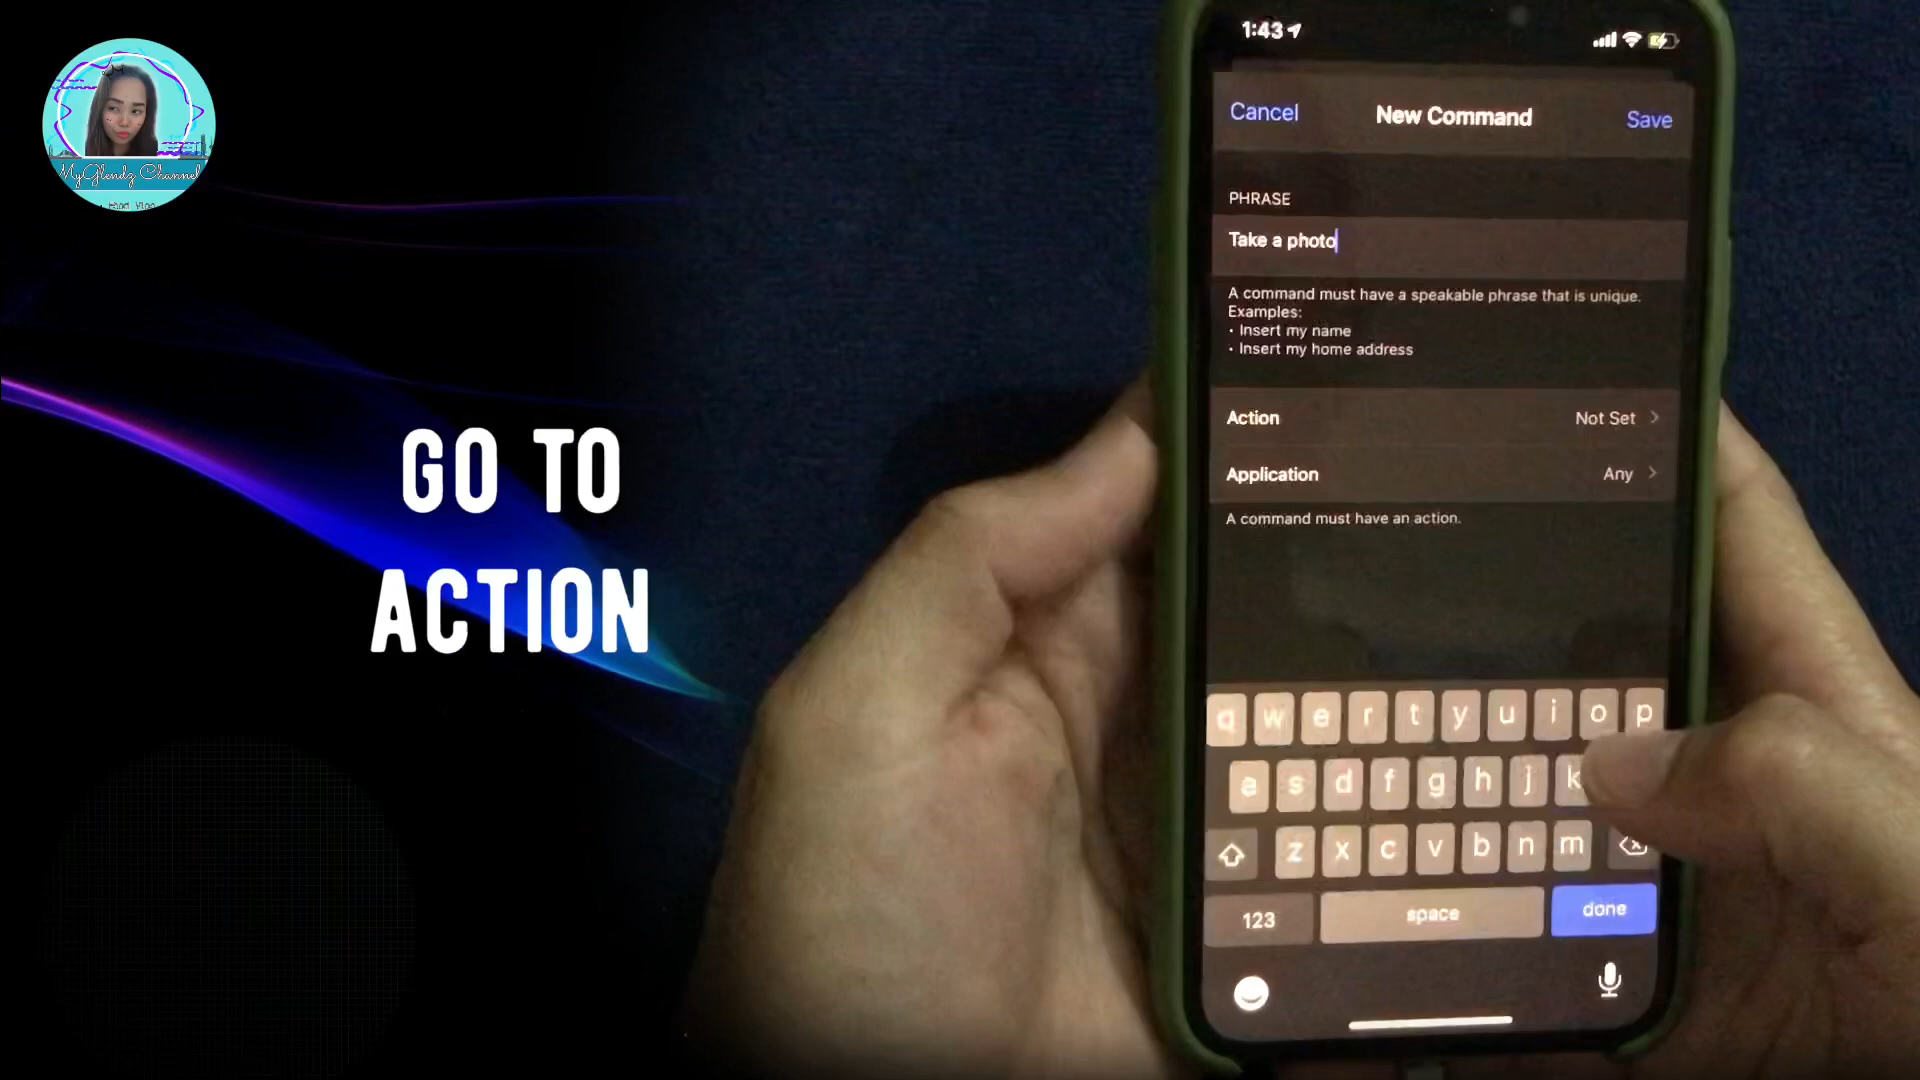 MyGlendz Channel
GO TO
ACTION
1:43
Cancel New Command Save
PHRASE
Take a photo
A command must have a speakable phrase that is unique.
Examples:
• Insert my name
• Insert my home address
Action Not Set
Application Any
A command must have an action.
q w e r t y u i o p
a s d f g h j k
z x c v b n m
123 space done